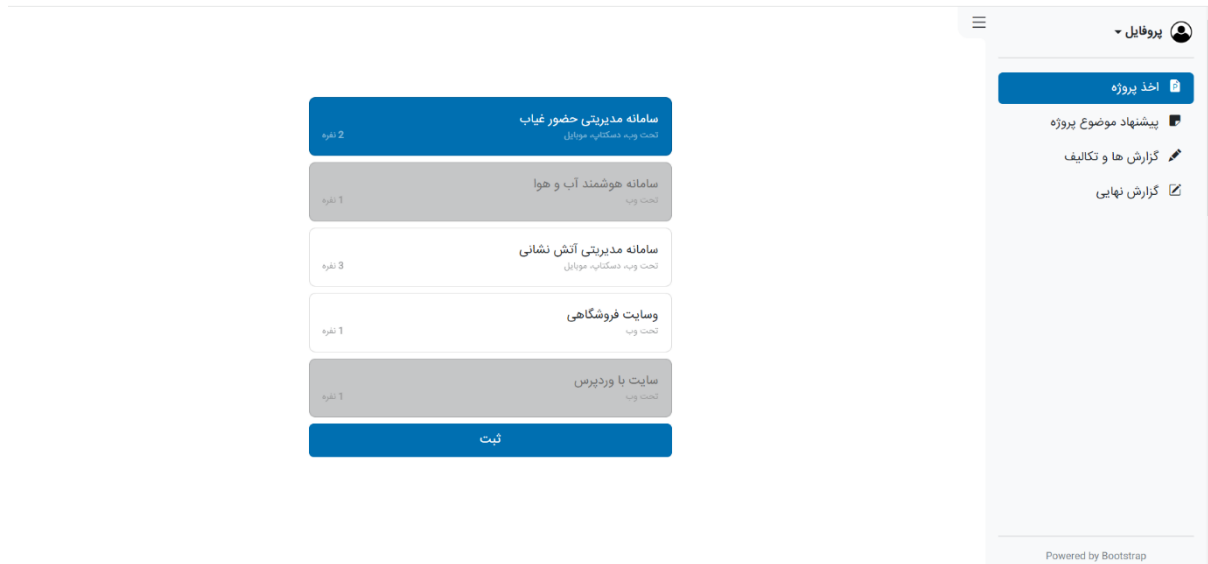 پروفایل
اخذ پروژه
پیشنهاد موضوع پروژه
گزارش ها و تکالیف
گزارش نهایی
Powered by Bootstrap
سامانه مدیریتی حضور غیاب
تحت وب، دسکتاپ، موبایل
2 نفره
سامانه هوشمند آب و هوا
تحت وب
1 نفره
سامانه مدیریتی آتش نشانی
تحت وب، دسکتاپ، موبایل
3 نفره
وسایت فروشگاهی
تحت وب
1 نفره
سایت با وردپرس
تحت وب
1 نفره
ثبت